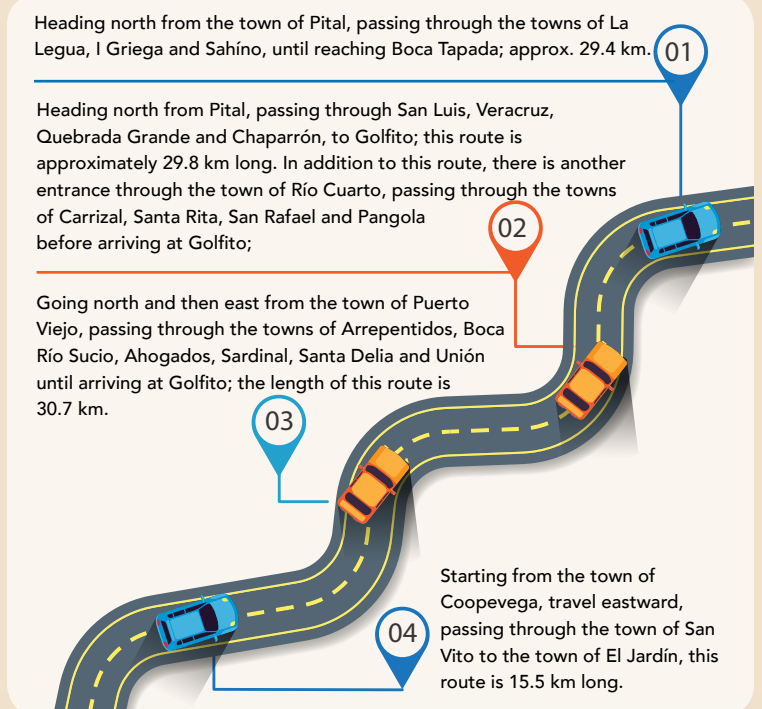 Heading north from the town of Pital, passing through the towns of La
Legua, I Griega and Sahíno, until reaching Boca Tapada; approx. 29.4 km.
01
Heading north from Pital, passing through San Luis, Veracruz,
Quebrada Grande and Chaparrón, to Golfito; this route is
approximately 29.8 km long. In addition to this route, there is another
entrance through the town of Río Cuarto, passing through the towns
of Carrizal, Santa Rita, San Rafael and Pangola
before arriving at Golfito;
02
Going north and then east from the town of Puerto
Viejo, passing through the towns of Arrepentidos, Boca
Río Sucio, Ahogados, Sardinal, Santa Delia and Unión
until arriving at Golfito; the length of this route is
30.7 km.
03
Starting from the town of
Coopevega, travel eastward,
passing through the town of San
Vito to the town of El Jardín, this
route is 15.5 km long.
04